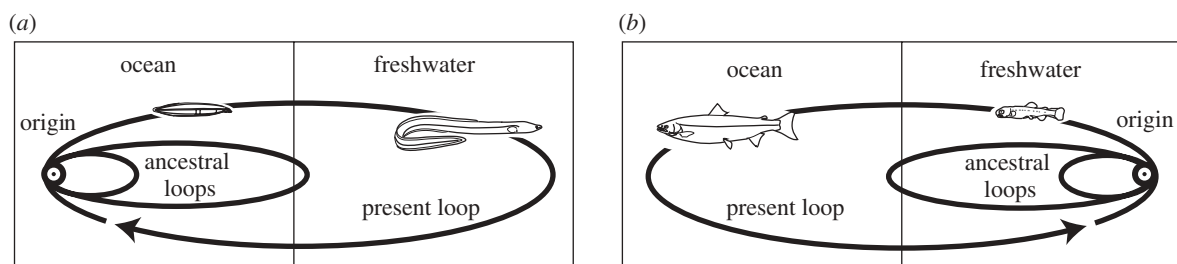 (a)
ocean
freshwater
origin
ancestral
loops
present loop
(b)
ocean
freshwater
origin
ancestral
loops
present loop